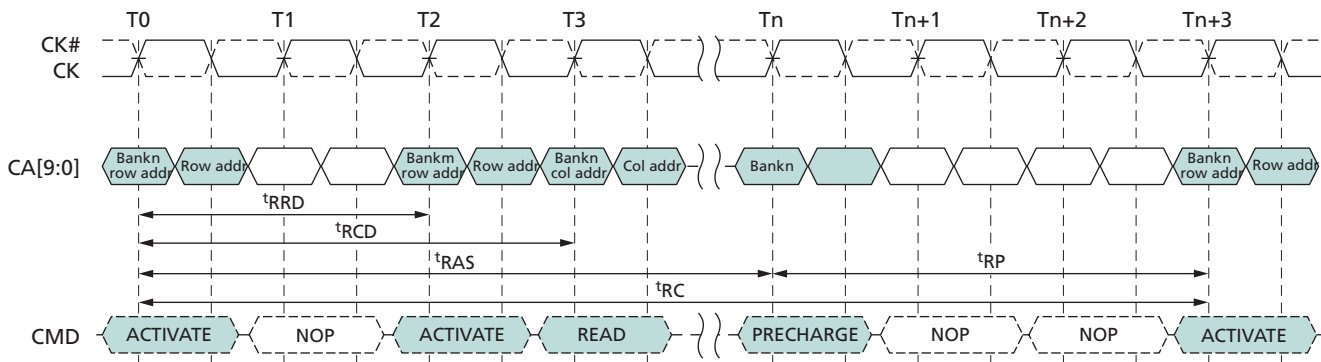 T0 T1 T2 T3 Tn Tn+1 Tn+2 Tn+3
CK#
CK
CA[9:0]
Bankn row addr
Row addr
Bankm row addr
Row addr
Bankn col addr
Col addr
Bankn
Bankn row addr
Row addr
tRRD
tRCD
tRAS
tRP
tRC
CMD ACTIVATE NOP ACTIVATE READ PRECHARGE NOP NOP ACTIVATE